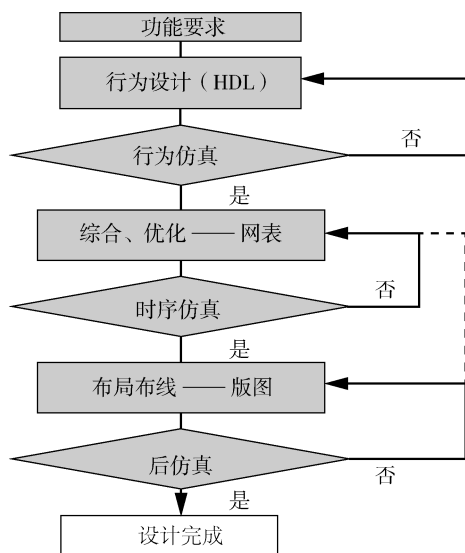 功能要求
行为设计（HDL）
行为仿真
否
是
综合、优化——网表
时序仿真
否
是
布局布线——版图
后仿真
否
是
设计完成